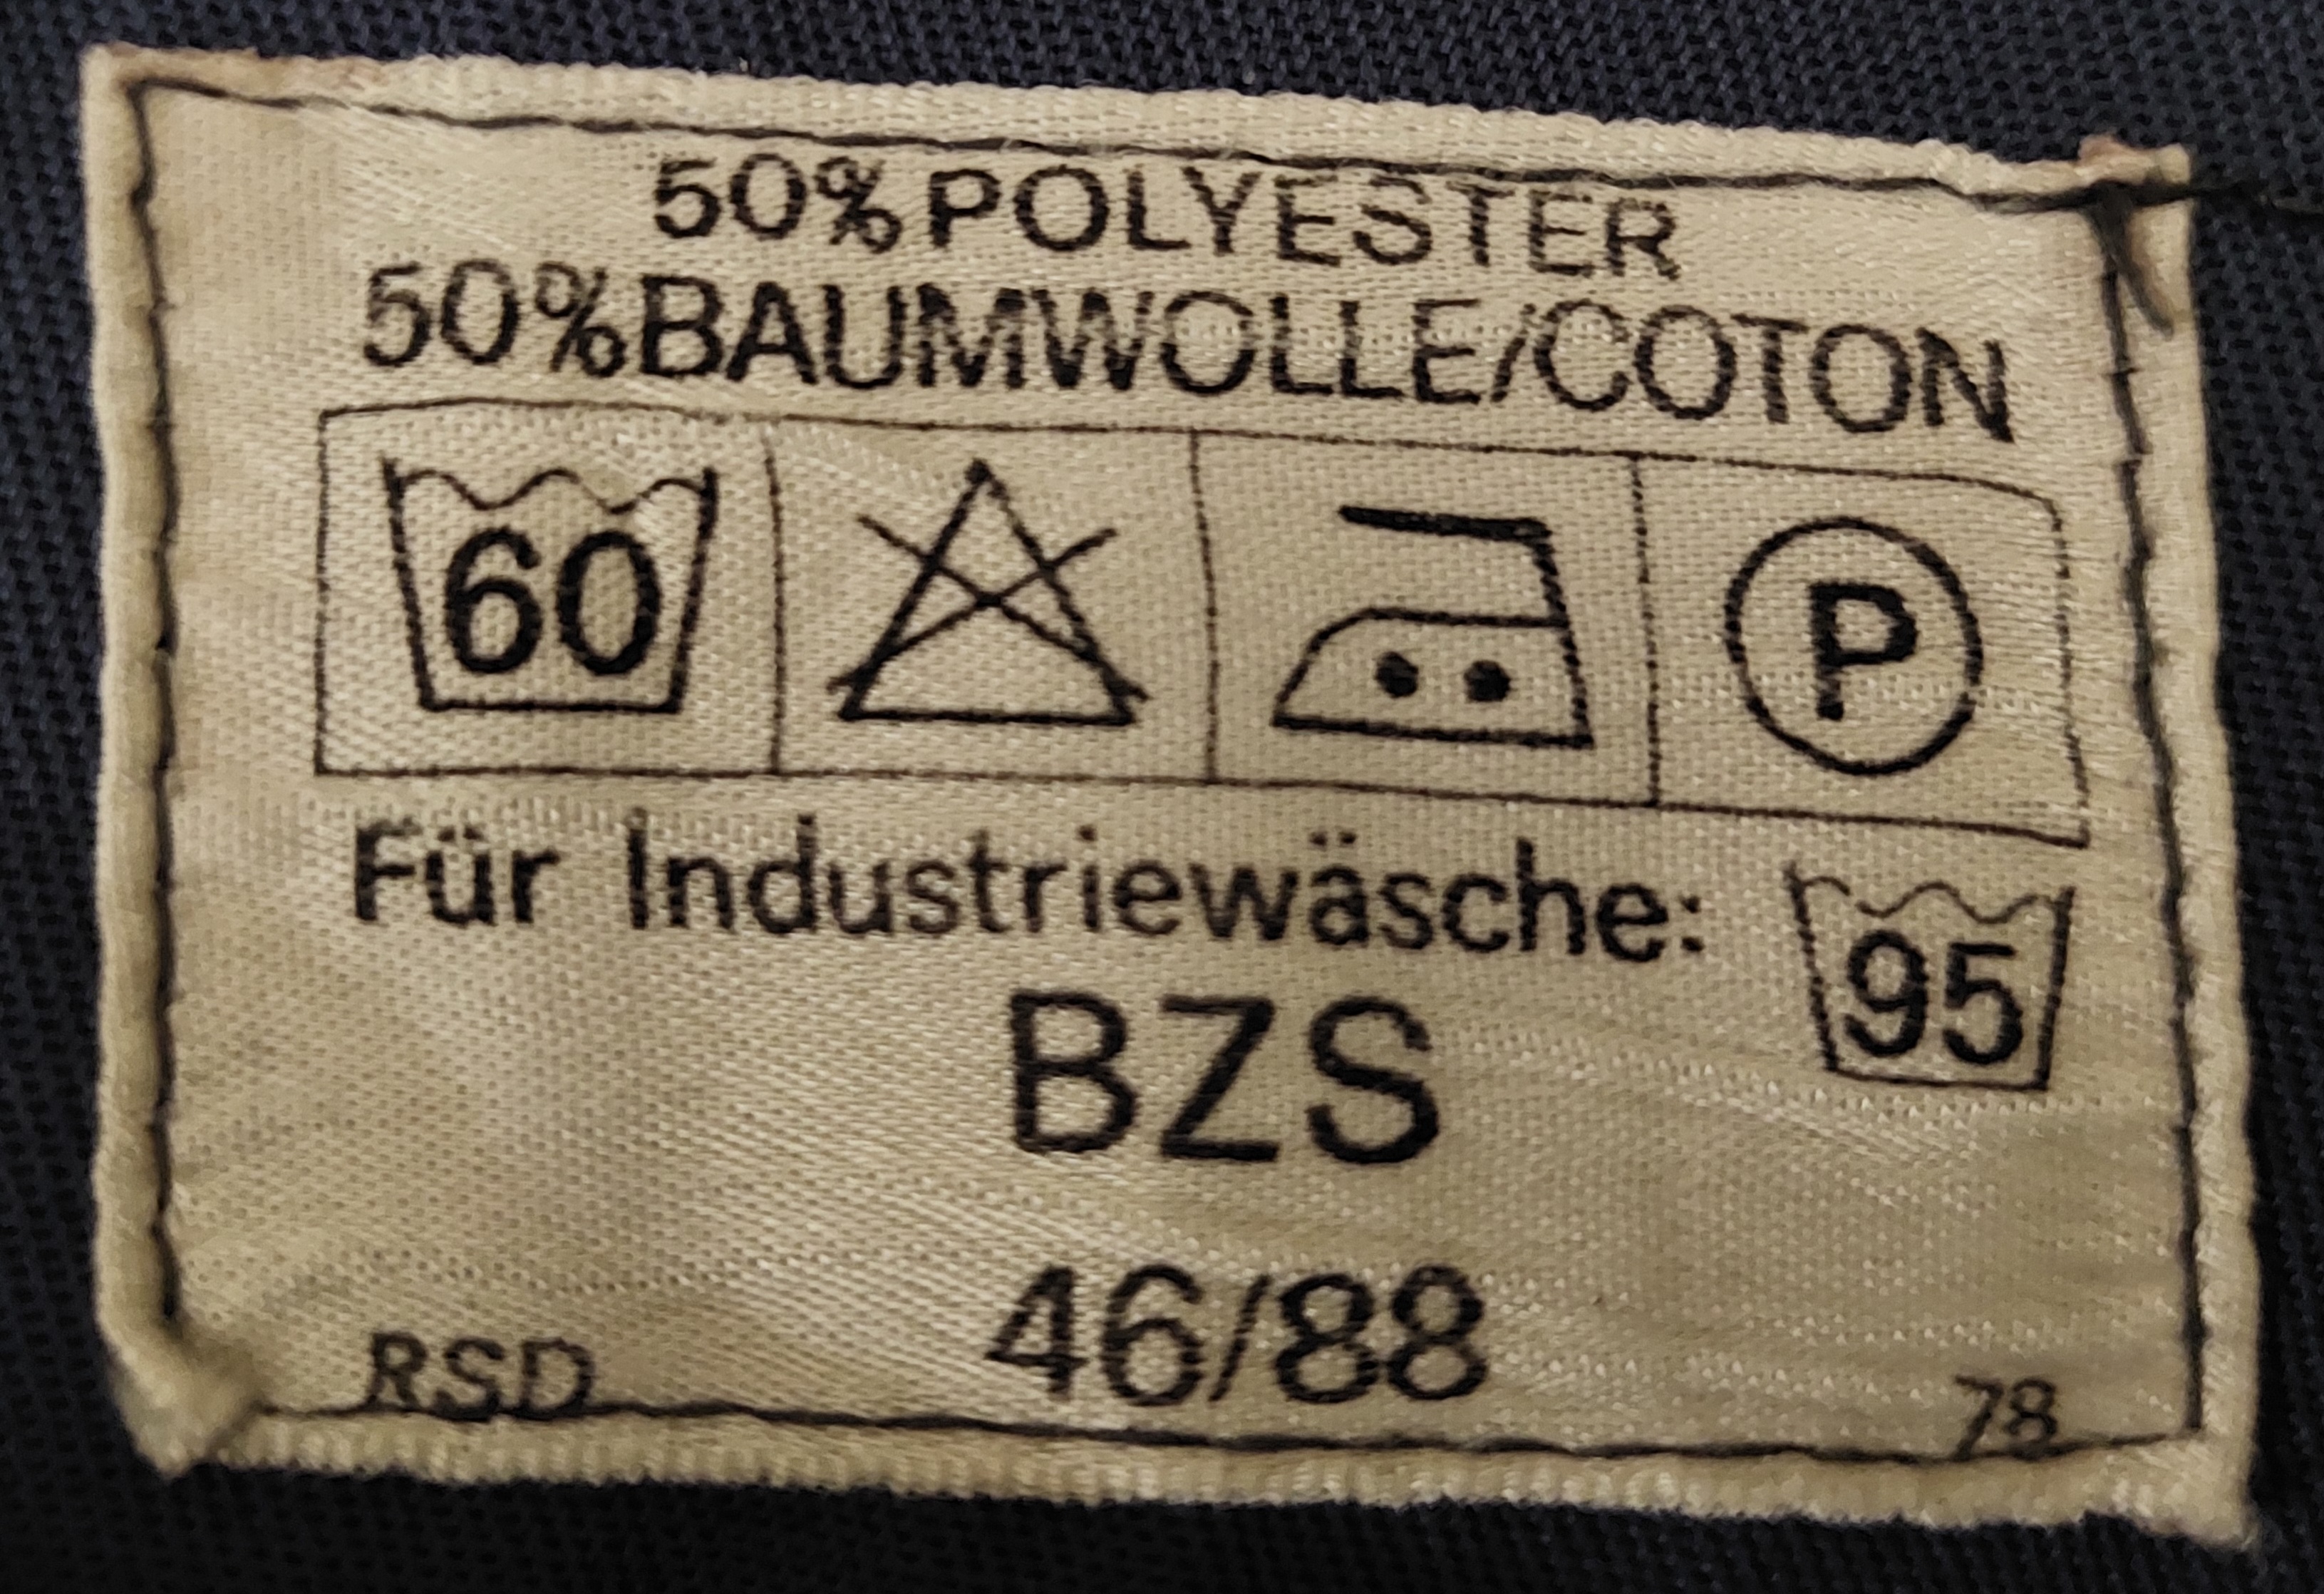 50% POLYESTER
50% BAUMWOLLE/COTON
60
P
Für Industriewäsche:
95
BZS
46/88
RSD
78